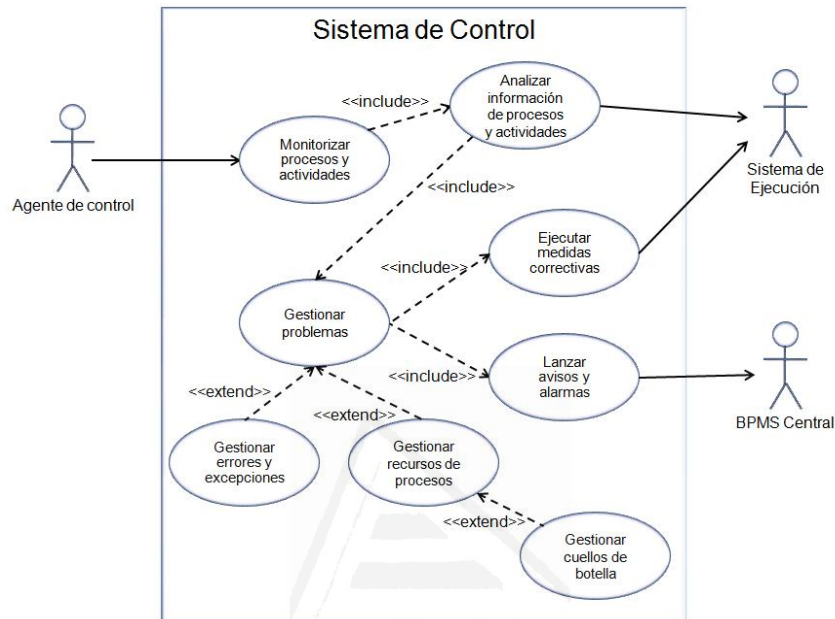 Sistema de Control
Analizar
información
de procesos
y actividades
<<include>>
Monitorizar
procesos y
actividades
Agente de control
Sistema de
Ejecución
<<include>>
Ejecutar
medidas
correctivas
<<include>>
Gestionar
problemas
Lanzar
avisos y
alarmas
<<include>>
BPMS Central
<<extend>>
<<extend>>
Gestionar
errores y
excepciones
Gestionar
recursos de
procesos
<<extend>>
Gestionar
cuellos de
botella